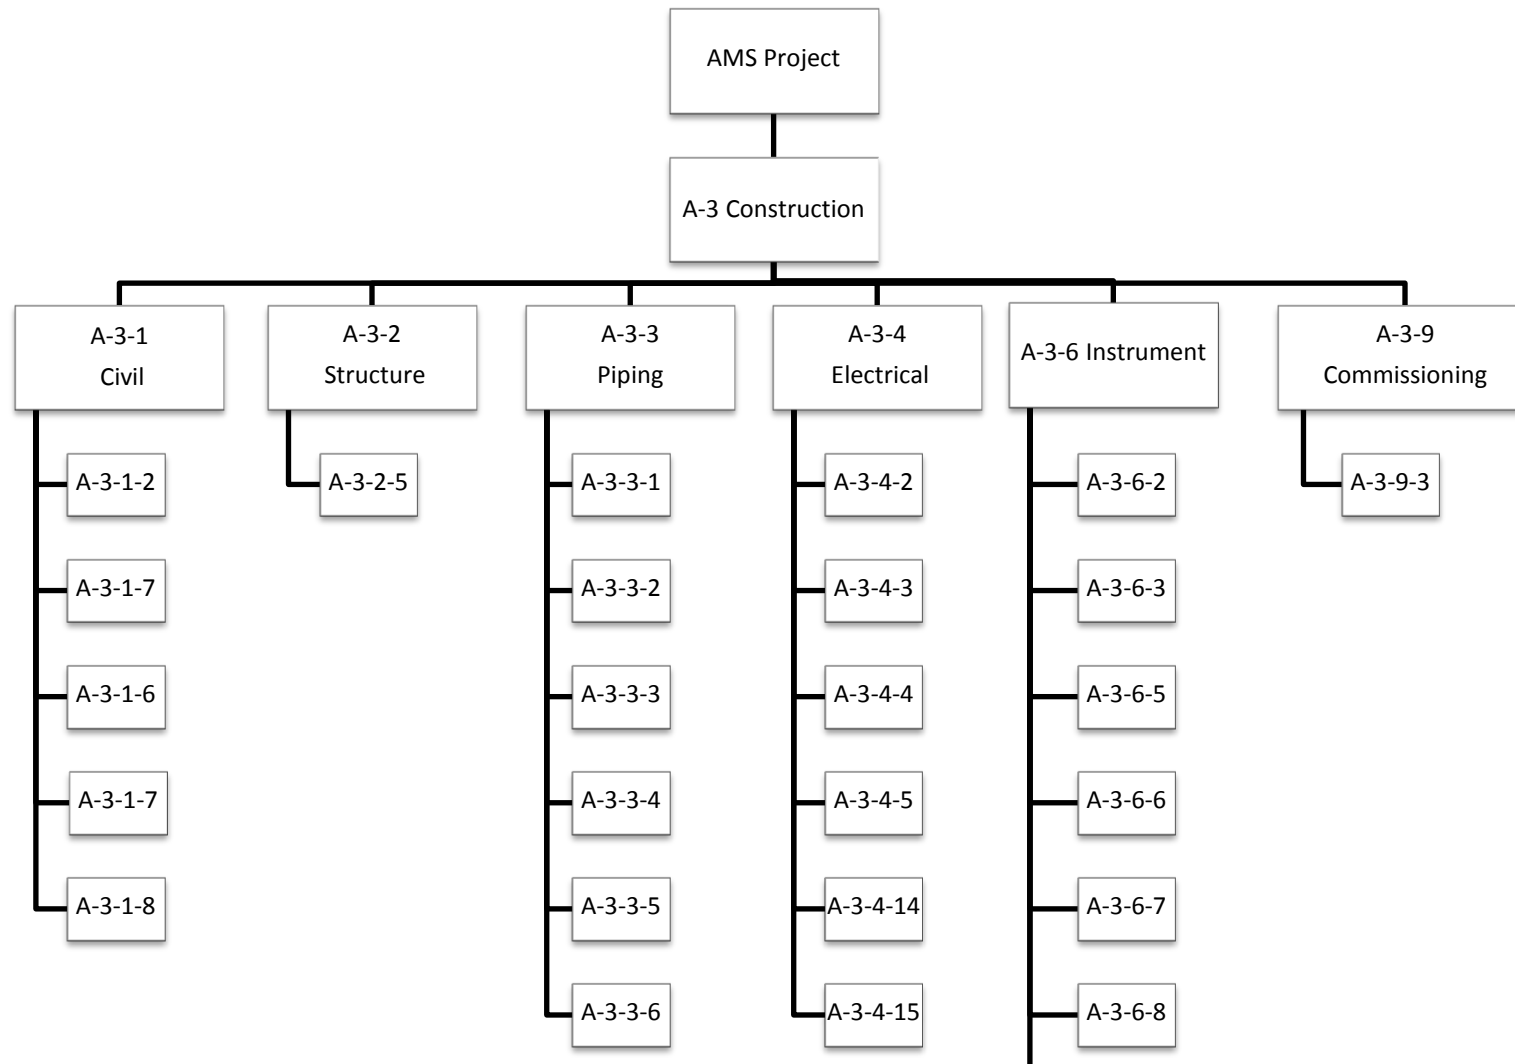 AMS Project
A-3 Construction
A-3-1
Civil
A-3-2
Structure
A-3-3
Piping
A-3-4
Electrical
A-3-6 Instrument
A-3-9
Commissioning
A-3-1-2
A-3-1-7
A-3-1-6
A-3-1-7
A-3-1-8
A-3-2-5
A-3-3-1
A-3-3-2
A-3-3-3
A-3-3-4
A-3-3-5
A-3-3-6
A-3-4-2
A-3-4-3
A-3-4-4
A-3-4-5
A-3-4-14
A-3-4-15
A-3-6-2
A-3-6-3
A-3-6-5
A-3-6-6
A-3-6-7
A-3-6-8
A-3-9-3